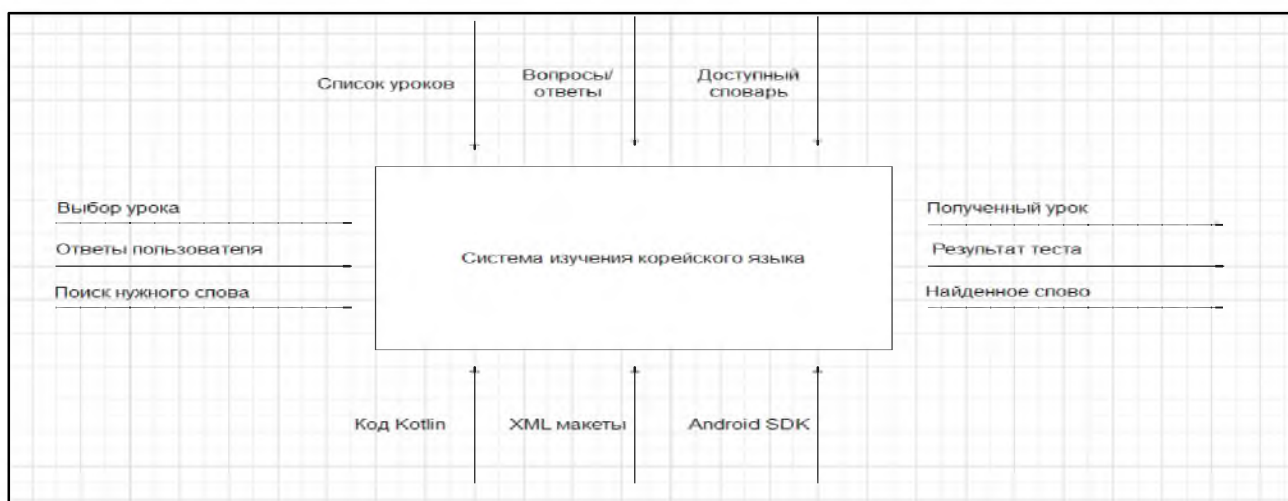 Список уроков
Вопросы/
ответы
Доступный
словарь
Выбор урока
Ответы пользователя
Поиск нужного слова
Система изучения корейского языка
Полученный урок
Результат теста
Найденное слово
Код Kotlin
XML макеты
Android SDK